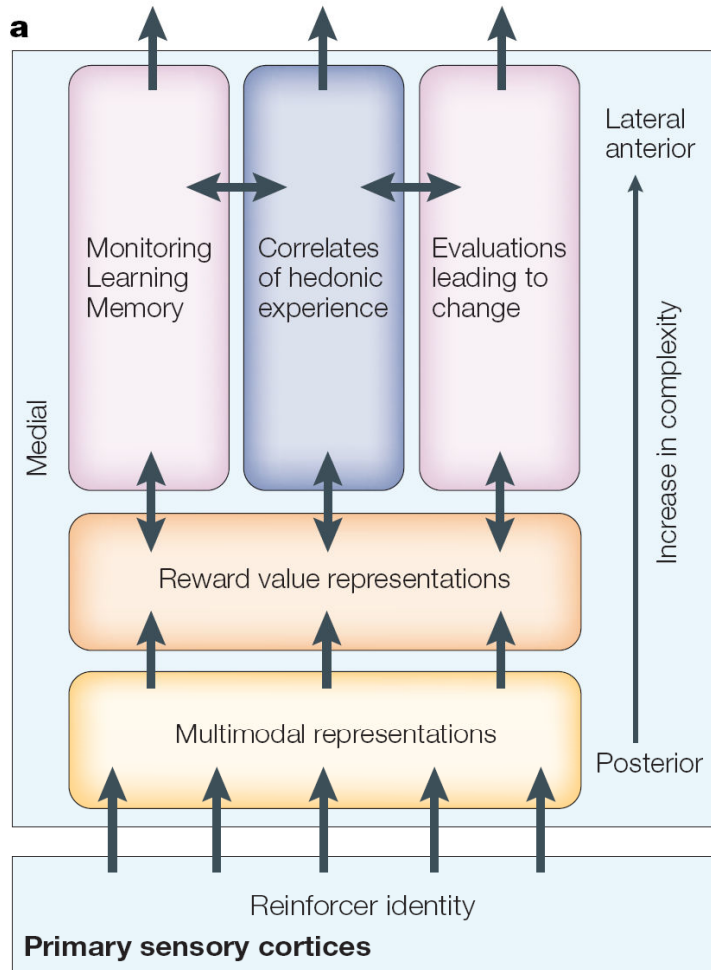 a
Lateral
anterior
Monitoring
Learning
Memory
Correlates
of hedonic
experience
Evaluations
leading to
change
Medial
Increase in complexity
Reward value representations
Multimodal representations
Posterior
Reinforcer identity
Primary sensory cortices